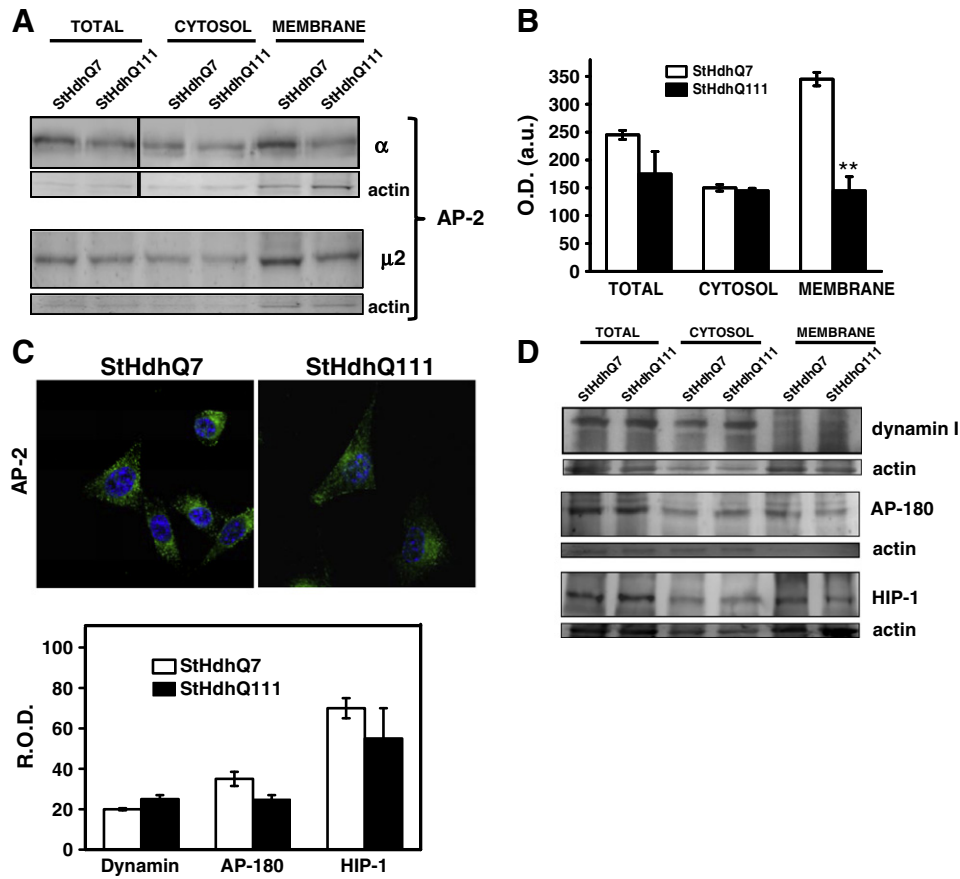 A
TOTAL CYTOSOL MEMBRANE
StHdhQ7 StHdhQ111 StHdhQ7 StHdhQ111 StHdhQ7 StHdhQ111
α
actin
AP-2
μ2
actin
B
StHdhQ7
StHdhQ111
O.D. (a.u.)
350
300
250
200
150
100
50
0
**
TOTAL CYTOSOL MEMBRANE
C
StHdhQ7 StHdhQ111
AP-2
R.O.D.
100
80
60
40
20
0
StHdhQ7
StHdhQ111
Dynamin AP-180 HIP-1
D
TOTAL CYTOSOL MEMBRANE
StHdhQ7 StHdhQ111 StHdhQ7 StHdhQ111 StHdhQ7 StHdhQ111
dynamin I
actin
AP-180
actin
HIP-1
actin